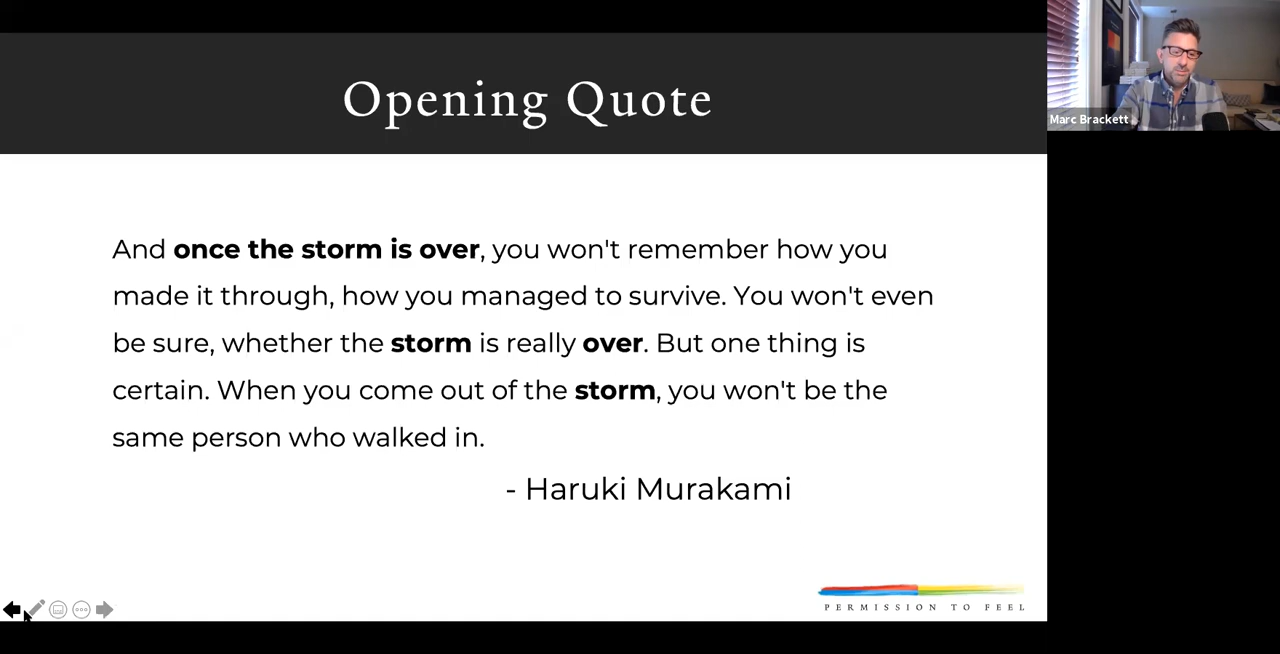 Opening Quote
Marc Brackett
And once the storm is over, you won't remember how you
made it through, how you managed to survive. You won't even
be sure, whether the storm is really over. But one thing is
certain. When you come out of the storm, you won't be the
same person who walked in.
- Haruki Murakami
PERMISSION TO FEEL